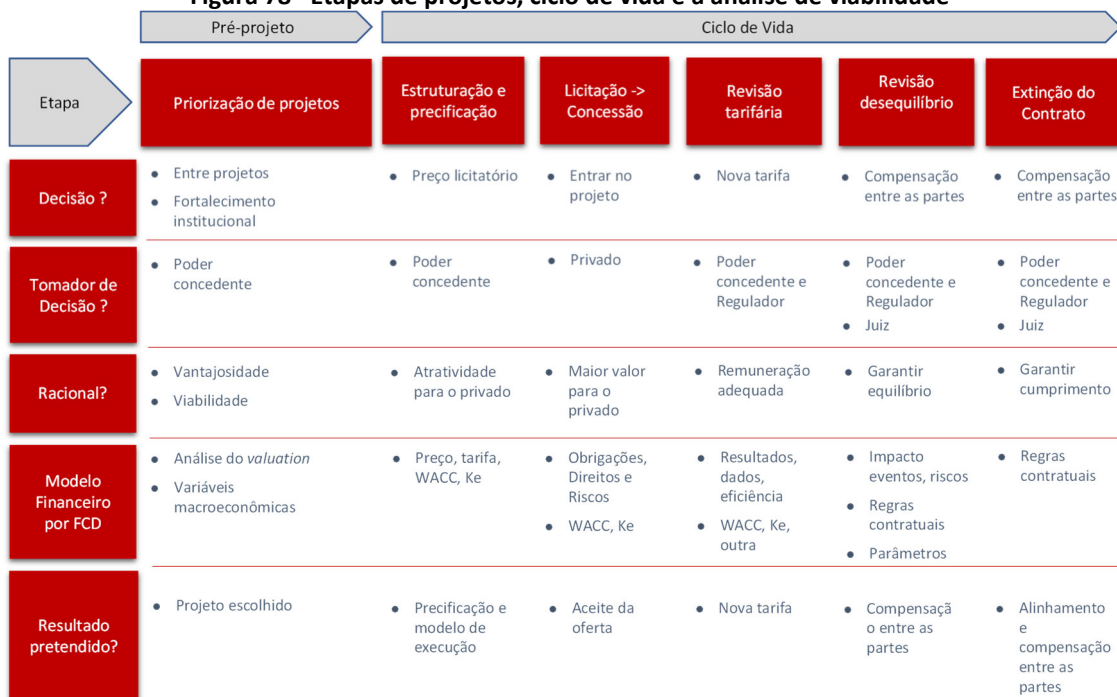 Figura 78 - Etapas de projetos, ciclo de vida e a análise de viabilidade
Pré-projeto
Ciclo de Vida
Etapa
Priorização de projetos
Estruturação e
precificação
Licitação ->
Concessão
Revisão
tarifária
Revisão
desequilíbrio
Extinção do
Contrato
Decisão ?
• Entre projetos
• Fortalecimento
institucional
• Preço licitatório
• Entrar no
projeto
• Nova tarifa
• Compensação
entre as partes
• Compensação
entre as partes
Tomador de
Decisão ?
• Poder
concedente
• Poder
concedente
• Privado
• Poder
concedente e
Regulador
• Poder
concedente e
Regulador
• Juiz
• Poder
concedente e
Regulador
• Juiz
Racional?
• Vantajosidade
• Viabilidade
• Atratividade
para o privado
• Maior valor
para o
privado
• Remuneração
adequada
• Garantir
equilíbrio
• Garantir
cumprimento
Modelo
Financeiro
por FCD
• Análise do valuation
• Variáveis
macroeconômicas
• Preço, tarifa,
WACC, Ke
• Obrigações,
Direitos e
Riscos
• WACC, Ke
• Resultados,
dados,
eficiência
• WACC, Ke,
outra
• Impacto
eventos, riscos
• Regras
contratuais
• Parâmetros
• Regras
contratuais
Resultado
pretendido?
• Projeto escolhido
• Precificação e
modelo de
execução
• Aceite da
oferta
• Nova tarifa
• Compensaçã
o entre as
partes
• Alinhamento
e
compensação
entre as
partes